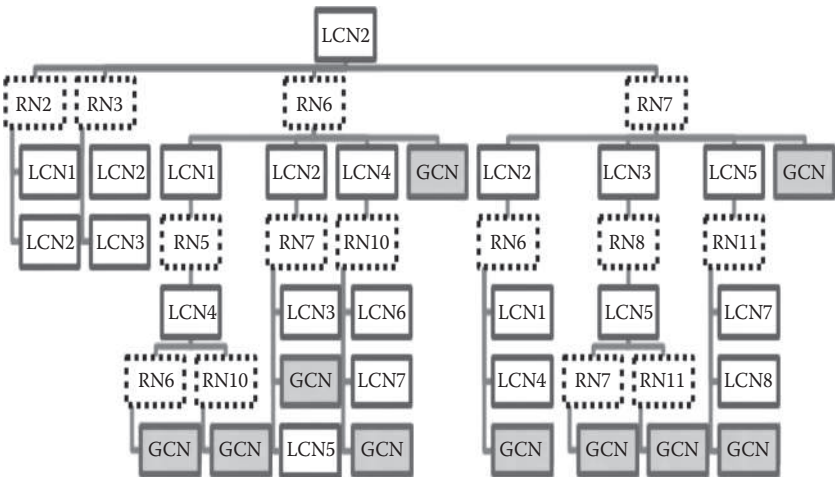 LCN2
RN2 RN3 RN6 RN7
LCN1 LCN2 LCN1 LCN2 LCN4 GCN LCN2 LCN3 LCN5 GCN
LCN2 LCN3 RN5 RN7 RN10 RN6 RN8 RN11
LCN4 LCN3 LCN6 LCN1 LCN5 LCN7
RN6 RN10 GCN LCN7 LCN4 RN7 RN11 LCN8
GCN GCN LCN5 GCN GCN GCN GCN GCN